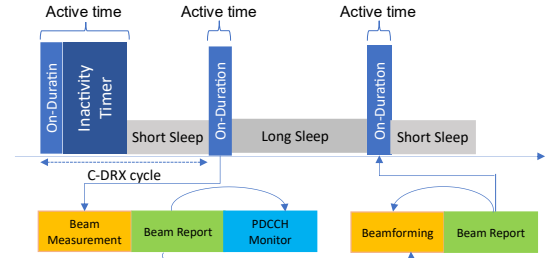 Active time
Active time
Active time
On-Duratin
Inactivity
Timer
Short Sleep
On-Duration
Long Sleep
On-Duration
Short Sleep
C-DRX cycle
Beam
Measurement
Beam Report
PDCCH
Monitor
Beamforming
Beam Report